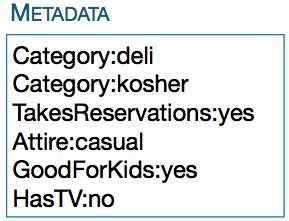 METADATA
Category:deli
Category:kosher
TakesReservations:yes
Attire:casual
GoodForKids:yes
HasTV:no